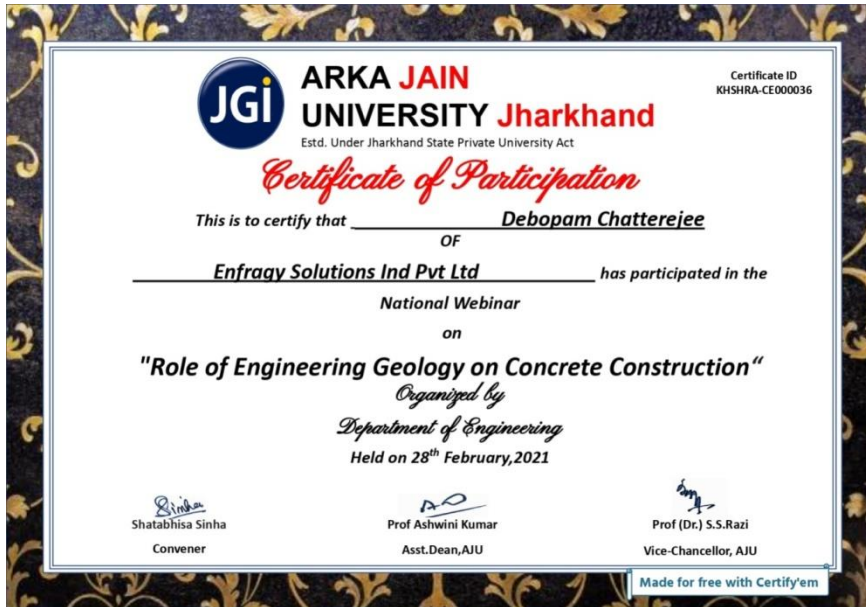 JGi
ARKA JAIN
UNIVERSITY Jharkhand
Estd. Under Jharkhand State Private University Act
Certificate ID
KHSHRA-CE000036
Certificate of Participation
This is to certify that Debopam Chatterejee
OF
Enfragy Solutions Ind Pvt Ltd has participated in the
National Webinar
on
"Role of Engineering Geology on Concrete Construction“
Organized by
Department of Engineering
Held on 28th February,2021
Sinha
Shatabhisa Sinha
Convener
Prof Ashwini Kumar
Asst.Dean,AJU
Prof (Dr.) S.S.Razi
Vice-Chancellor, AJU
Made for free with Certify'em